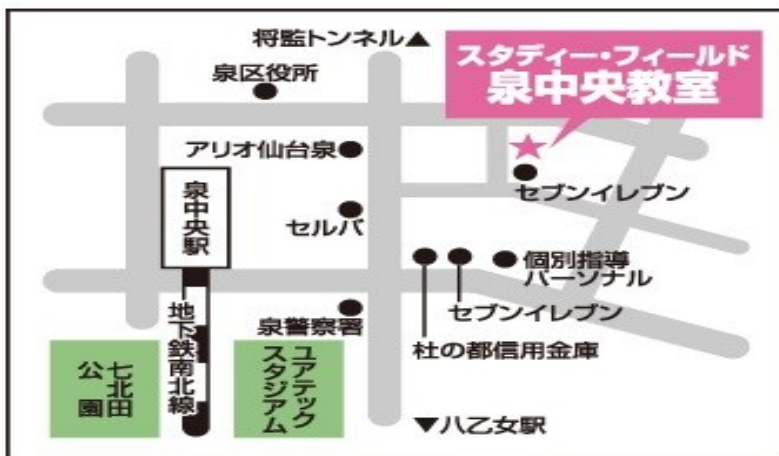 将監トンネル▲
スタディー・フィールド
泉中央教室
泉区役所
アリオ仙台泉
セブンイレブン
泉中央駅
セルバ
個別指導
パーソナル
セブンイレブン
地下鉄南北線
泉警察署
杜の都信用金庫
七北田
公園
ユアテック
スタジアム
▼八乙女駅